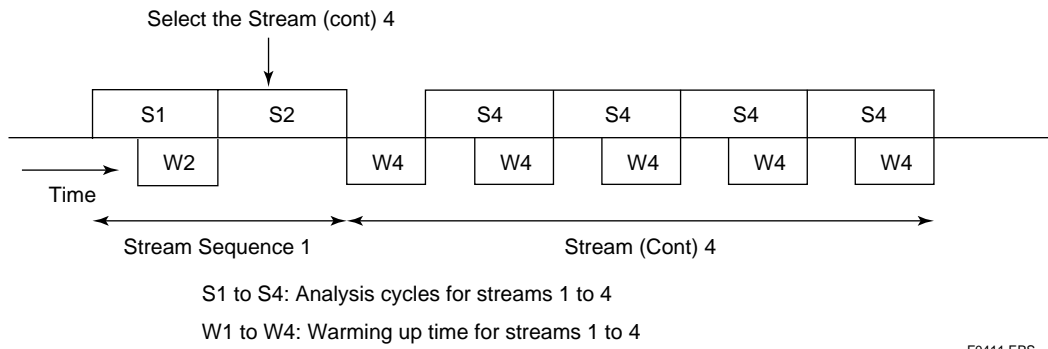 Select the Stream (cont) 4
S1 S2 S4 S4 S4 S4
W2 W4 W4 W4 W4 W4
Time
Stream Sequence 1 Stream (Cont) 4
S1 to S4: Analysis cycles for streams 1 to 4
W1 to W4: Warming up time for streams 1 to 4